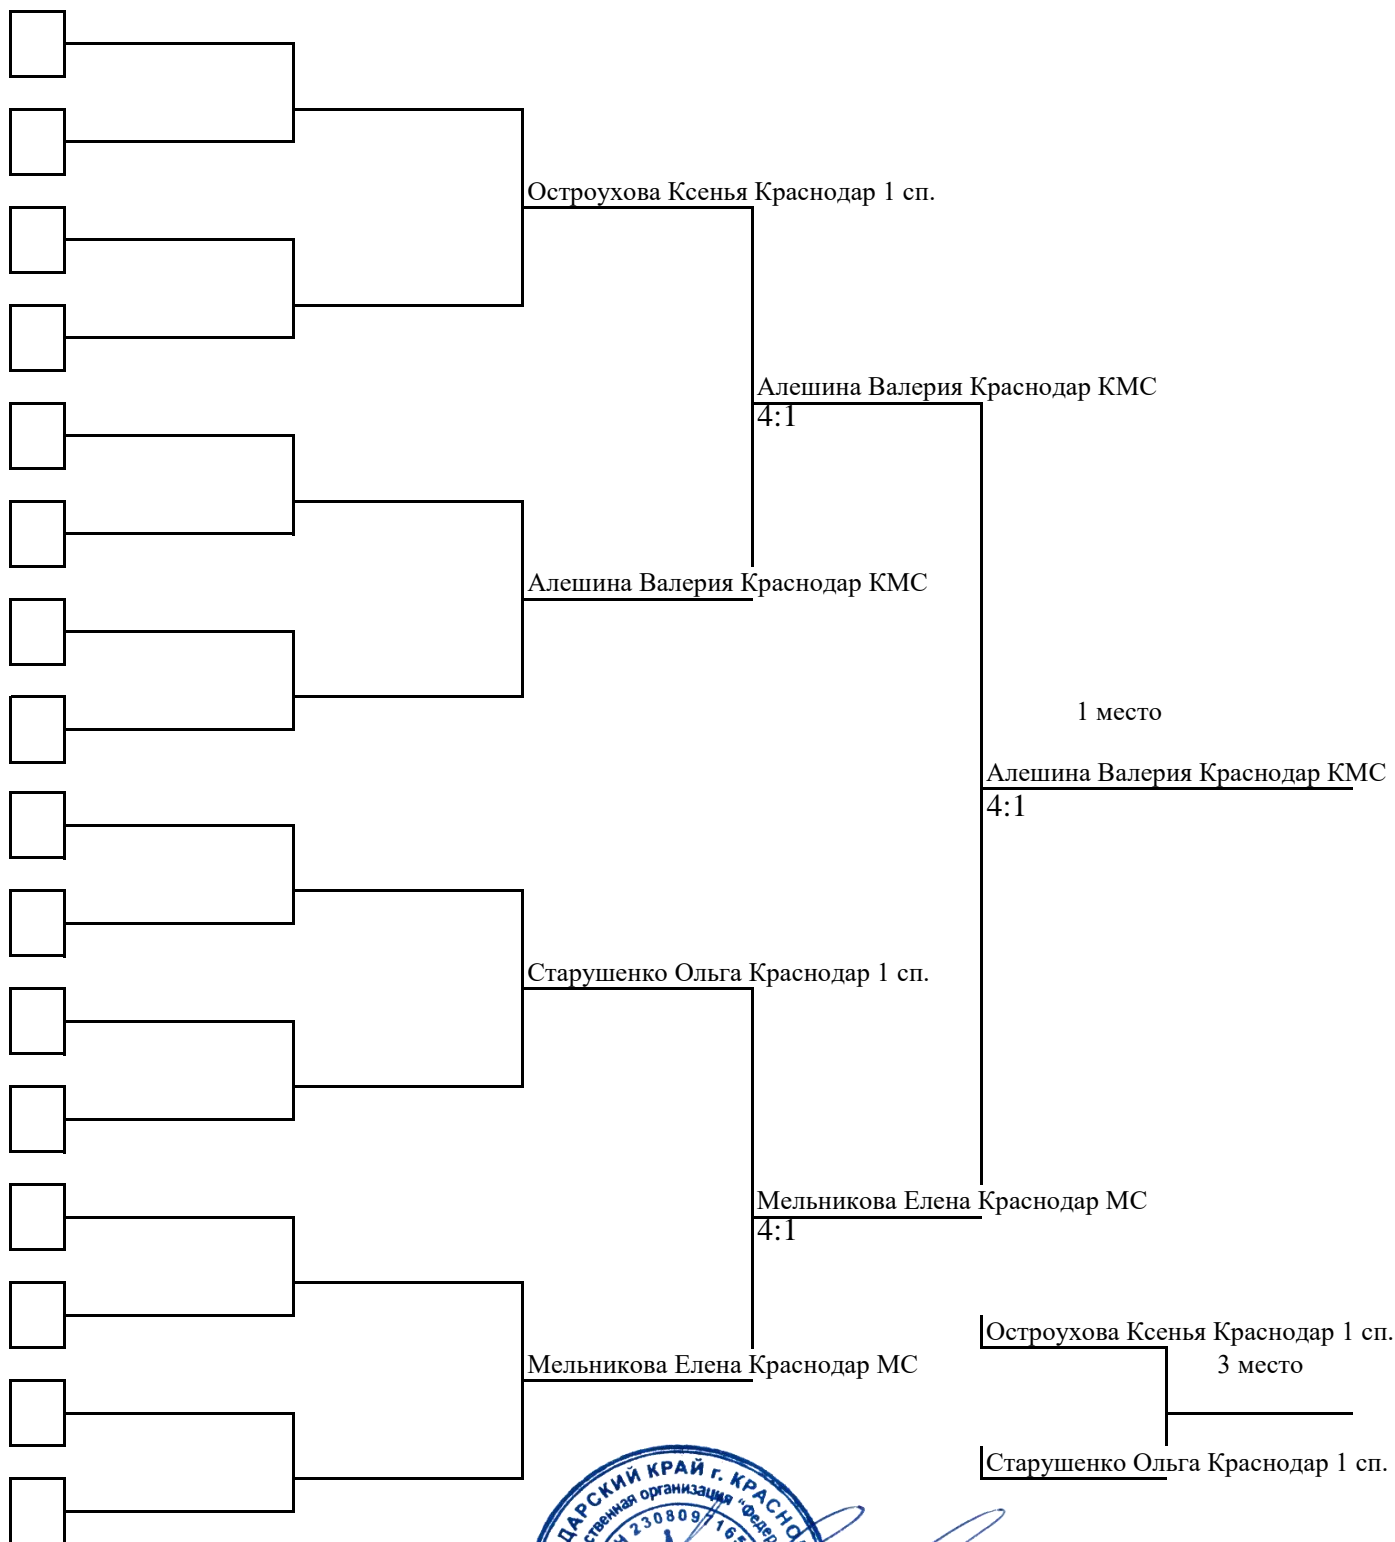 Остроухова Ксенья Краснодар 1 сп.
Алешина Валерия Краснодар КМС
4:1
Алешина Валерия Краснодар КМС
1 место
Алешина Валерия Краснодар КМС
4:1
Старушенко Ольга Краснодар 1 сп.
Мельникова Елена Краснодар МС
4:1
Остроухова Ксенья Краснодар 1 сп.
Мельникова Елена Краснодар МС
3 место
Старушенко Ольга Краснодар 1 сп.
КРАЙ г.
организация